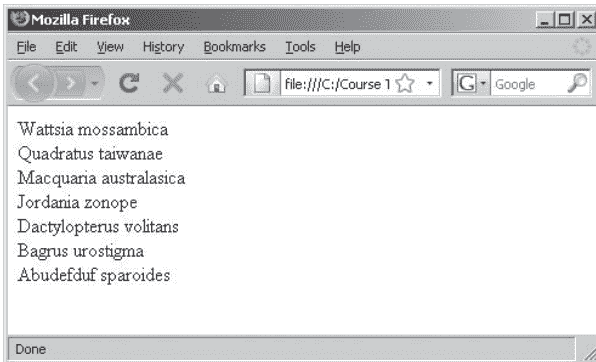 Mozilla Firefox
File Edit View History Bookmarks Tools Help
file:///C:/Course 1 G Google
Wattsia mossambica
Quadratus taiwanae
Macquaria australasica
Jordania zonope
Dactylopterus volitans
Bagrus urostigma
Abudefduf sparoides
Done